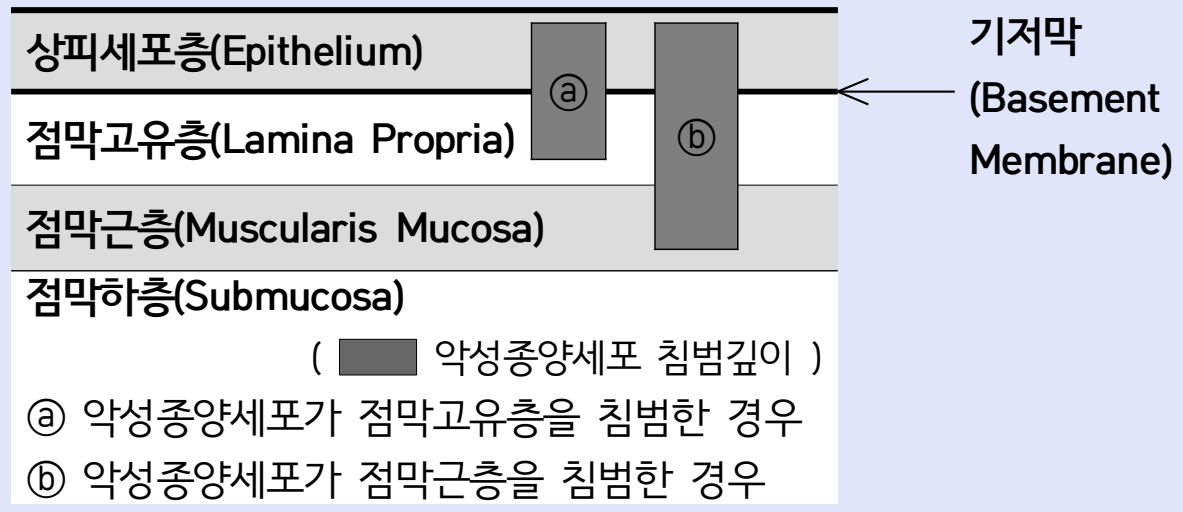 상피세포층(Epithelium)
ⓐ
ⓑ
기저막
(Basement
Membrane)
점막고유층(Lamina Propria)
점막근층(Muscularis Mucosa)
점막하층(Submucosa)
( 악성종양세포 침범깊이 )
ⓐ 악성종양세포가 점막고유층을 침범한 경우
ⓑ 악성종양세포가 점막근층을 침범한 경우